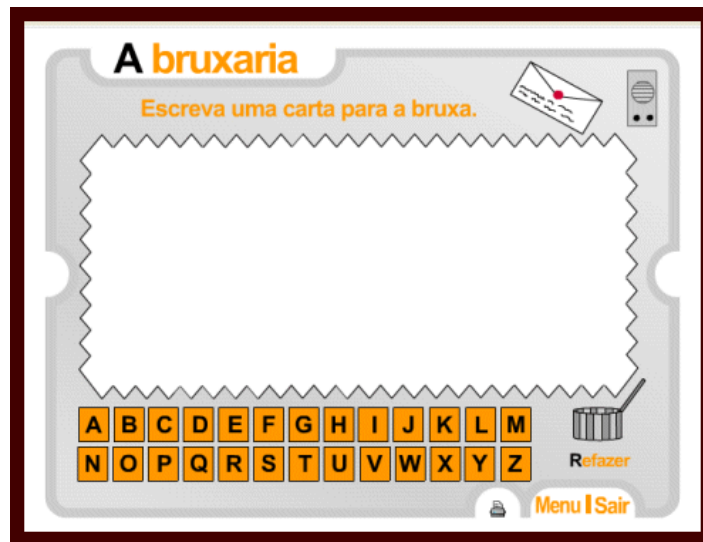 A bruxaria
Escreva uma carta para a bruxa.
A B C D E F G H I J K L M
N O P Q R S T U V W X Y Z
Refazer
Menu Sair